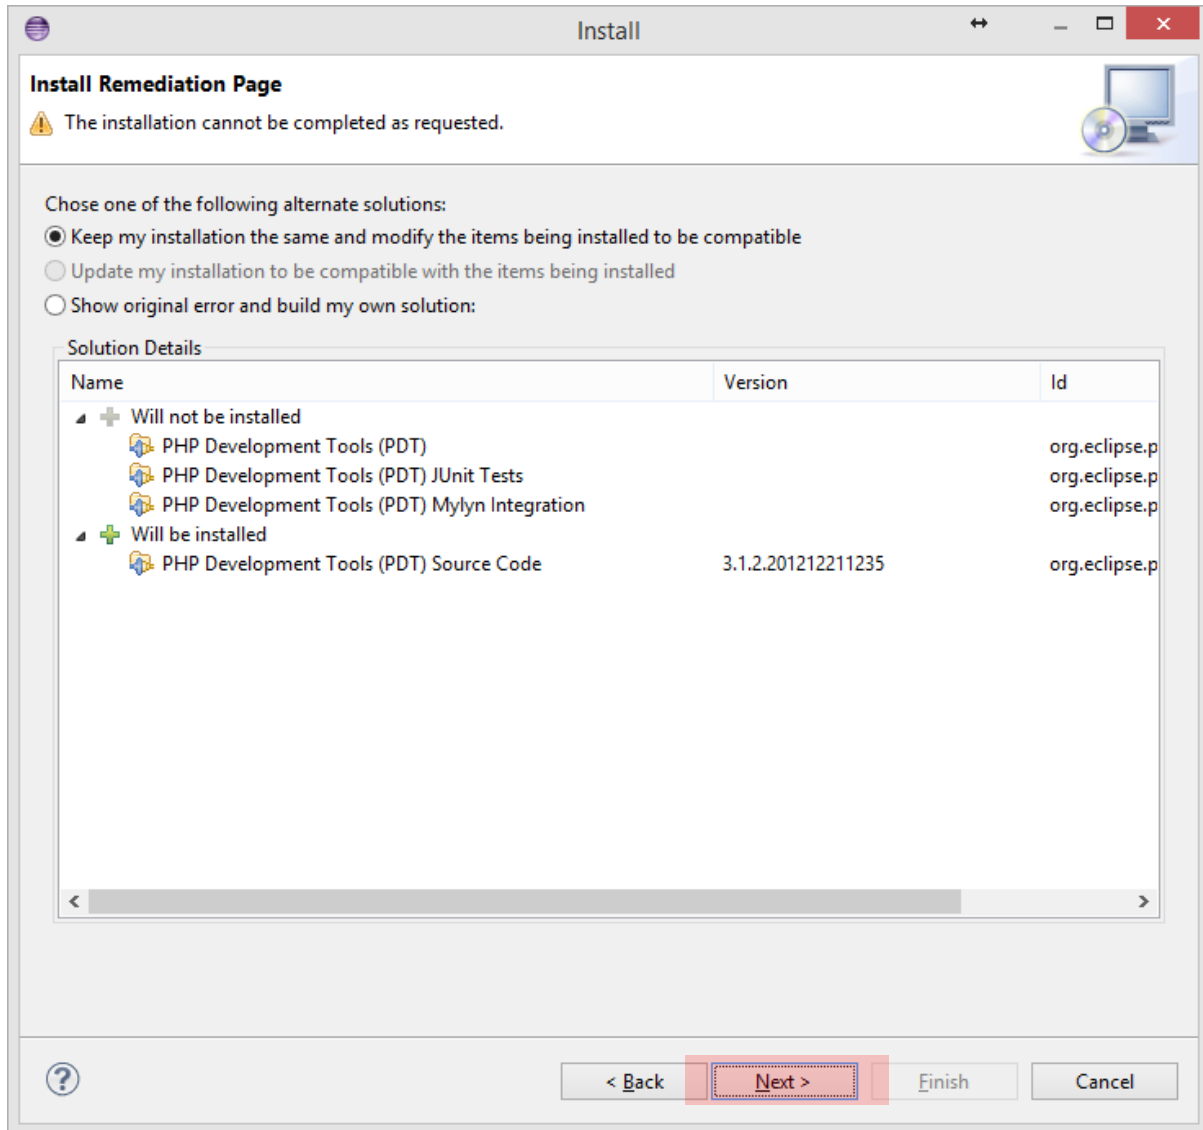 Install
Install Remediation Page
The installation cannot be completed as requested.
Chose one of the following alternate solutions:
Keep my installation the same and modify the items being installed to be compatible
Update my installation to be compatible with the items being installed
Show original error and build my own solution:
Solution Details
Name Version Id
Will not be installed
PHP Development Tools (PDT) org.eclipse.p
PHP Development Tools (PDT) JUnit Tests org.eclipse.p
PHP Development Tools (PDT) Mylyn Integration org.eclipse.p
Will be installed
PHP Development Tools (PDT) Source Code 3.1.2.201212211235 org.eclipse.p
? < Back Next > Finish Cancel